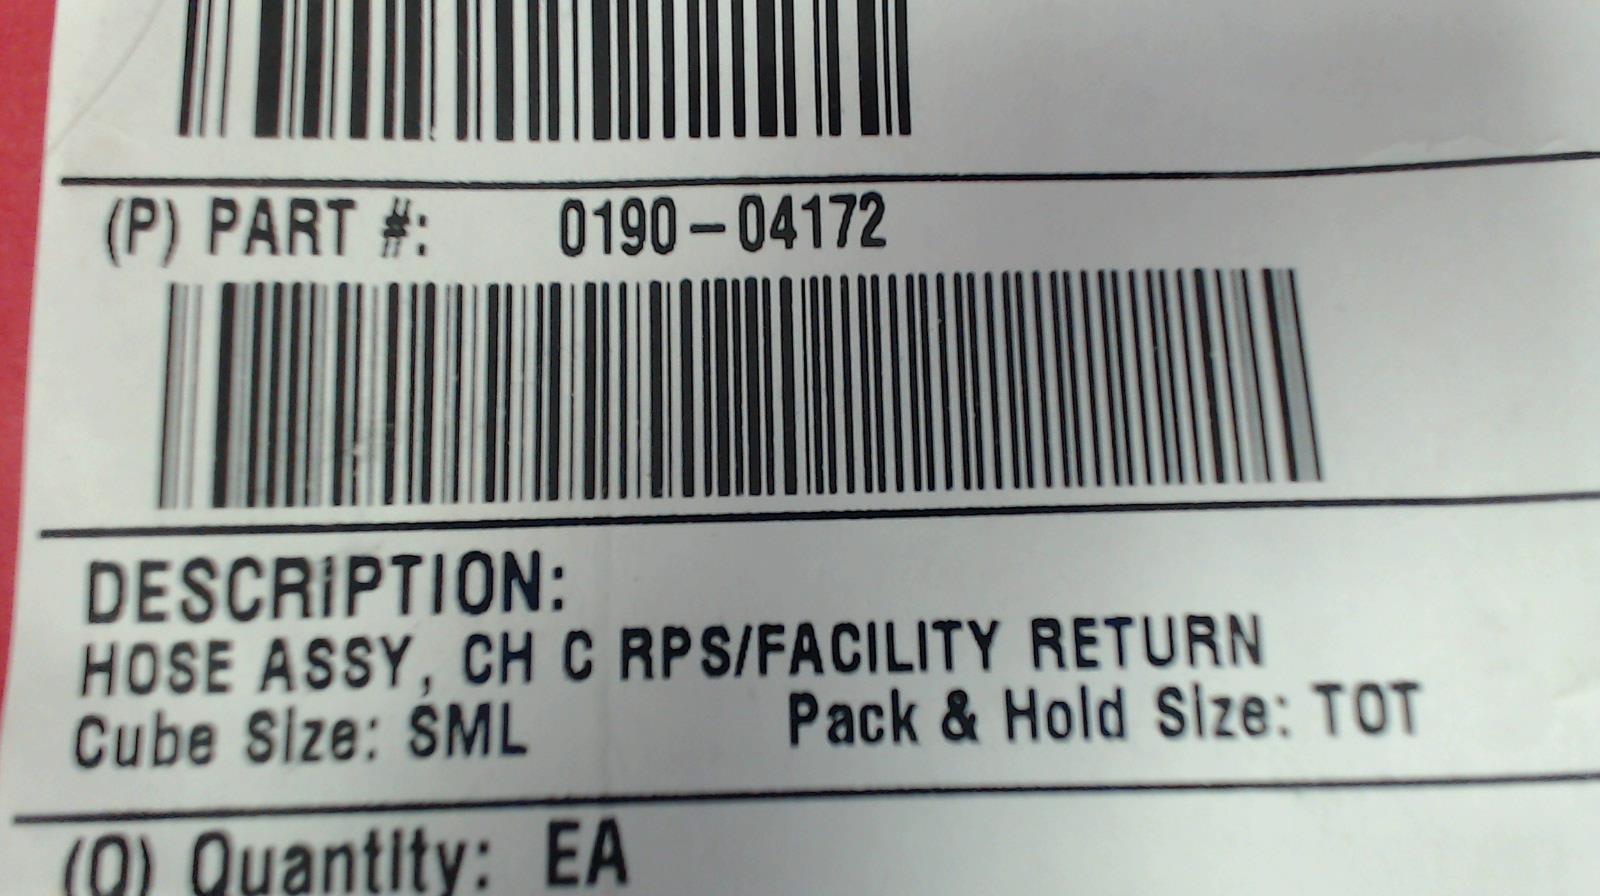 (P) PART #: 0190-04172
DESCRIPTION:
HOSE ASSY, CH C RPS/FACILITY RETURN
Cube Size: SML Pack & Hold Size: TOT
(Q) Quantity: EA